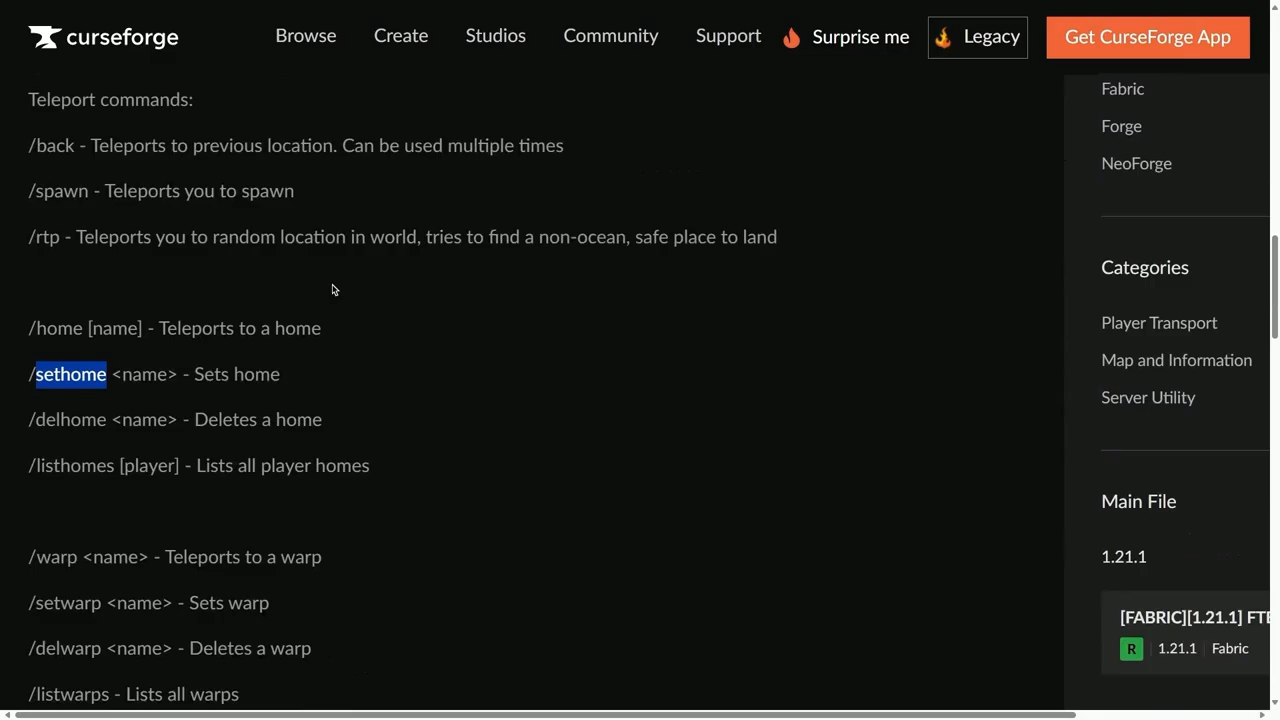 curseforge
Browse Create Studios Community Support Surprise me Legacy Get CurseForge App
Teleport commands:
/back - Teleports to previous location. Can be used multiple times
/spawn - Teleports you to spawn
/rtp - Teleports you to random location in world, tries to find a non-ocean, safe place to land
/home [name] - Teleports to a home
/sethome <name> - Sets home
/delhome <name> - Deletes a home
/listhomes [player] - Lists all player homes
/warp <name> - Teleports to a warp
/setwarp <name> - Sets warp
/delwarp <name> - Deletes a warp
/listwarps - Lists all warps
Fabric
Forge
NeoForge
Categories
Player Transport
Map and Information
Server Utility
Main File
1.21.1
[FABRIC][1.21.1] FTB
R 1.21.1 Fabric